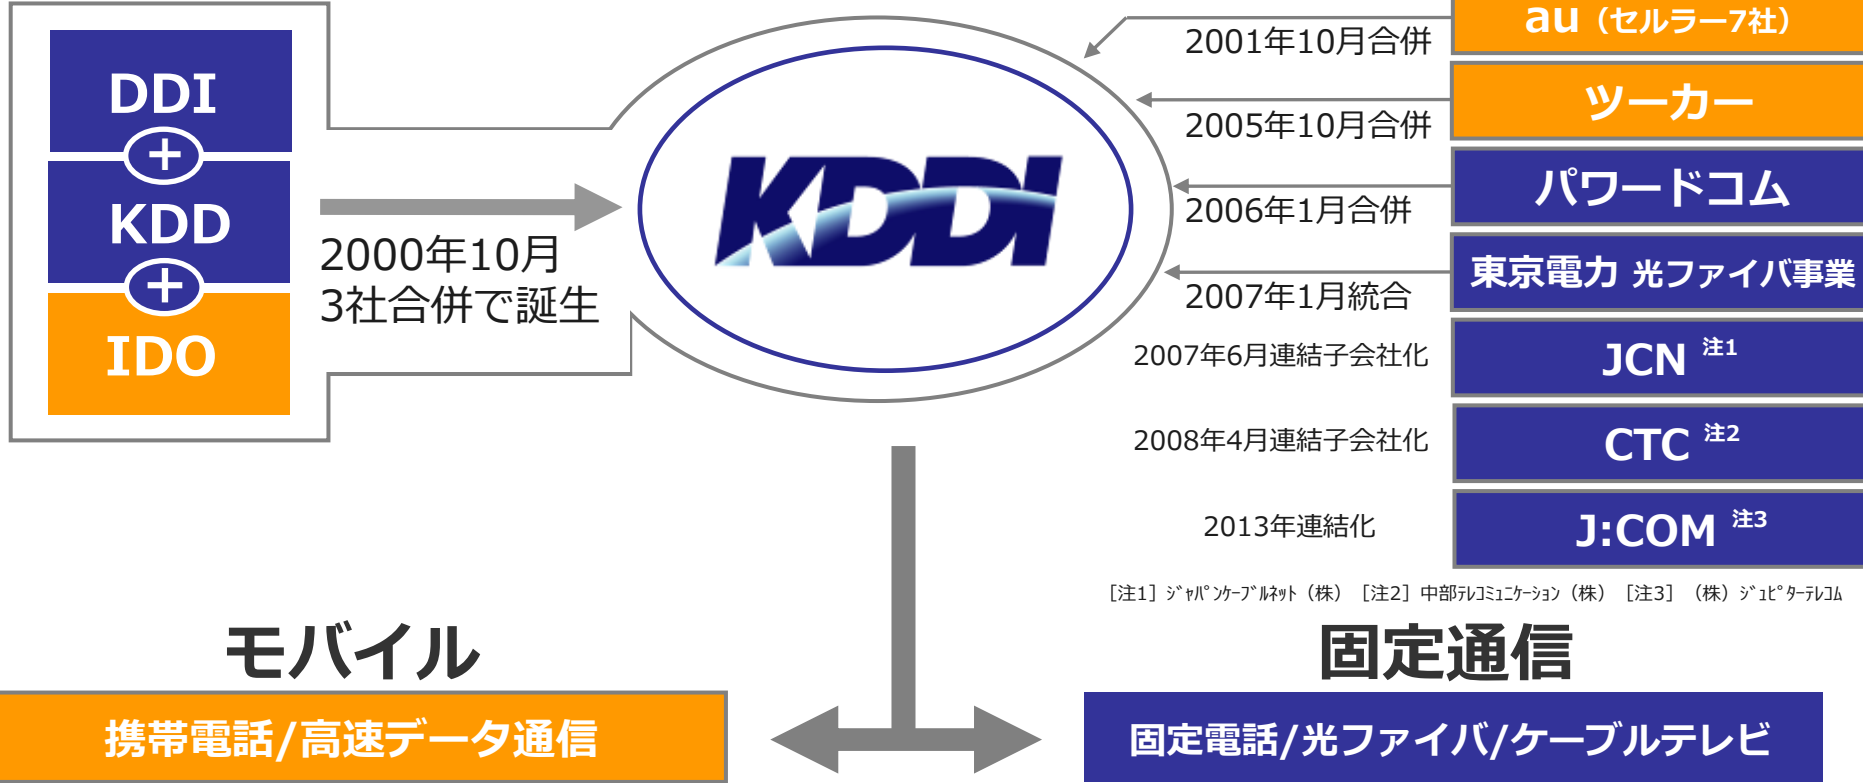 DDI
+
KDD
+
IDO
2000年10月
3社合併で誕生
KDDI
au（セルラー7社）
2001年10月合併
ツーカー
2005年10月合併
パワードコム
2006年1月合併
東京電力 光ファイバ事業
2007年1月統合
2007年6月連結子会社化
JCN 注1
2008年4月連結子会社化
CTC 注2
2013年連結化
J:COM 注3
［注1］ｼﾞｬﾊﾟﾝｹｰﾌﾞﾙﾈｯﾄ（株）［注2］中部ﾃﾚｺﾐｭﾆｹｰｼｮﾝ（株）［注3］（株）ｼﾞｭﾋﾟﾀｰﾃﾚｺﾑ
モバイル
携帯電話/高速データ通信
固定通信
固定電話/光ファイバ/ケーブルテレビ